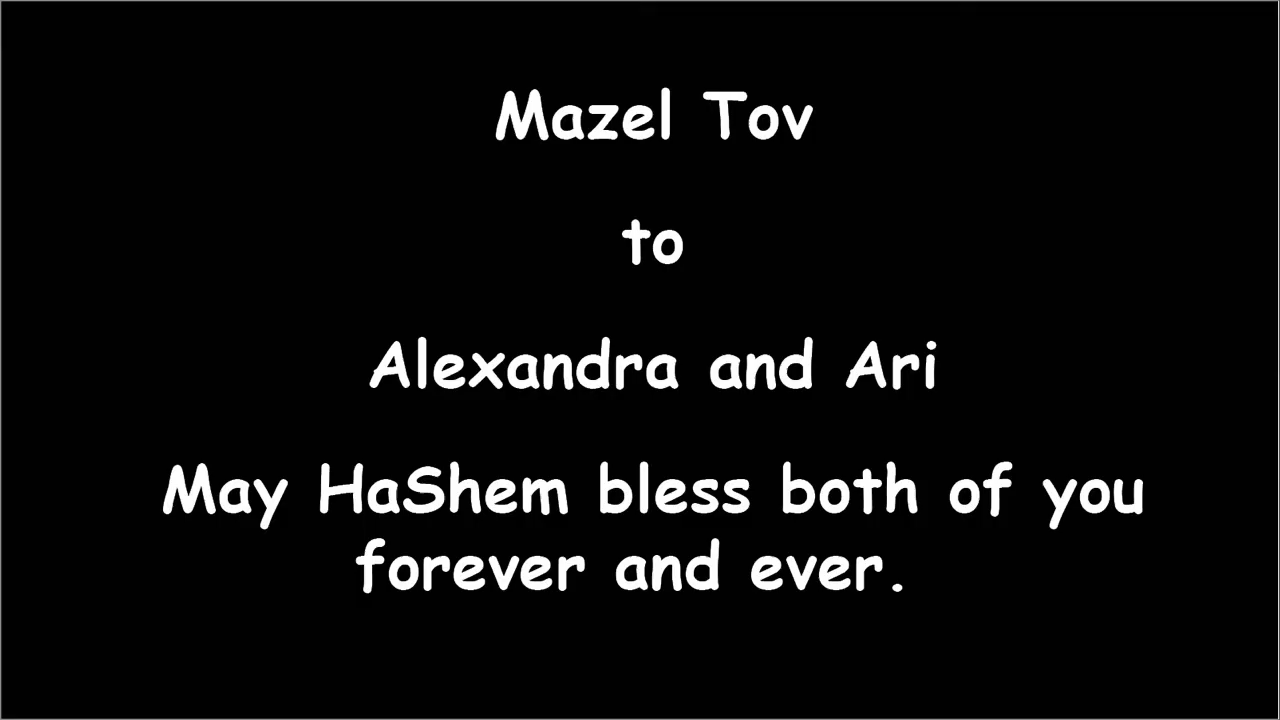 Mazel Tov
to
Alexandra and Ari
May HaShem bless both of you
forever and ever.